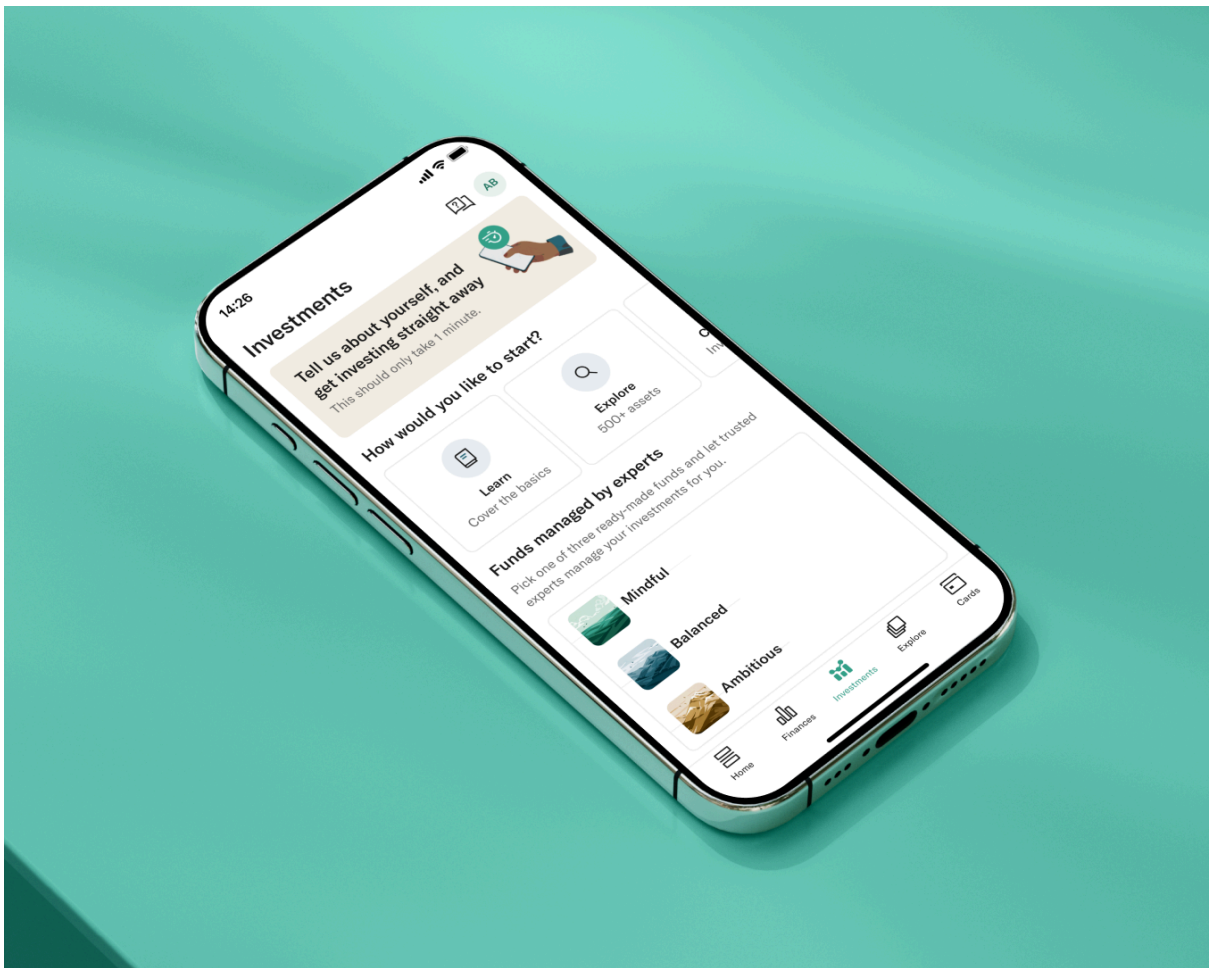 14:26
AB
Investments
Tell us about yourself, and
get investing straight away
This should only take 1 minute.
How would you like to start?
Learn
Cover the basics
Explore
500+ assets
Funds managed by experts
Pick one of three ready-made funds and let trusted
experts manage your investments for you.
Mindful
Balanced
Ambitious
Home
Finances
Investments
Explore
Cards